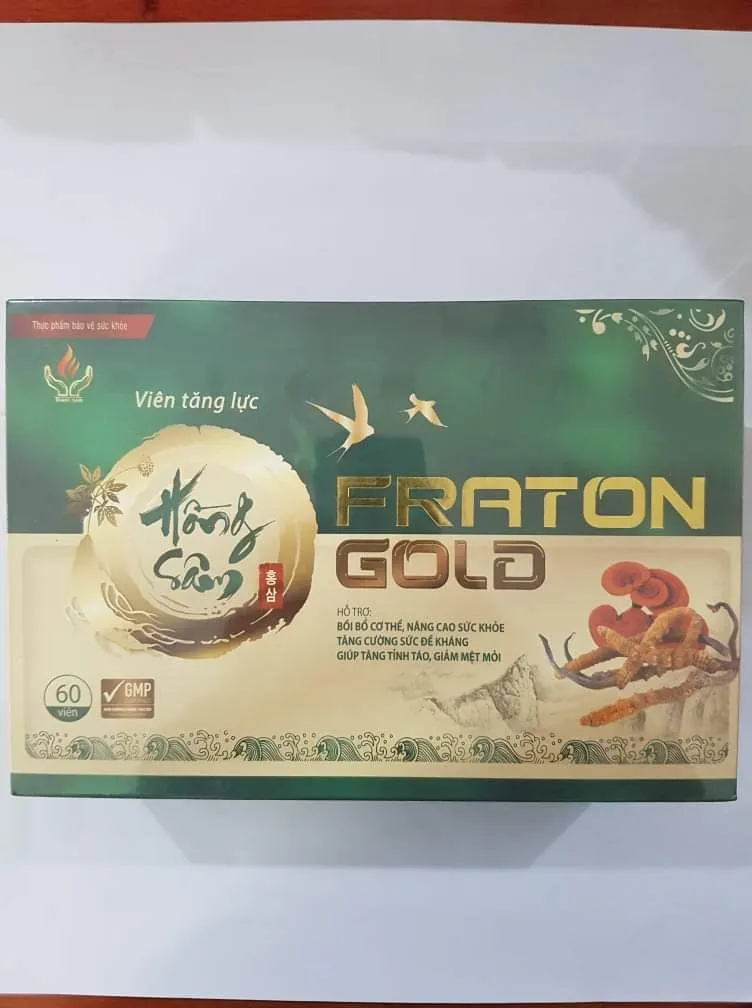 Thực phẩm bảo vệ sức khỏe
Viên tăng lực
Hồng
Sâm
홍삼
FRATON
GOLD
HỖ TRỢ:
BỒI BỔ CƠ THỂ, NÂNG CAO SỨC KHỎE
TĂNG CƯỜNG SỨC ĐỀ KHÁNG
GIÚP TĂNG TỈNH TÁO, GIẢM MỆT MỎI
60
viên
GMP